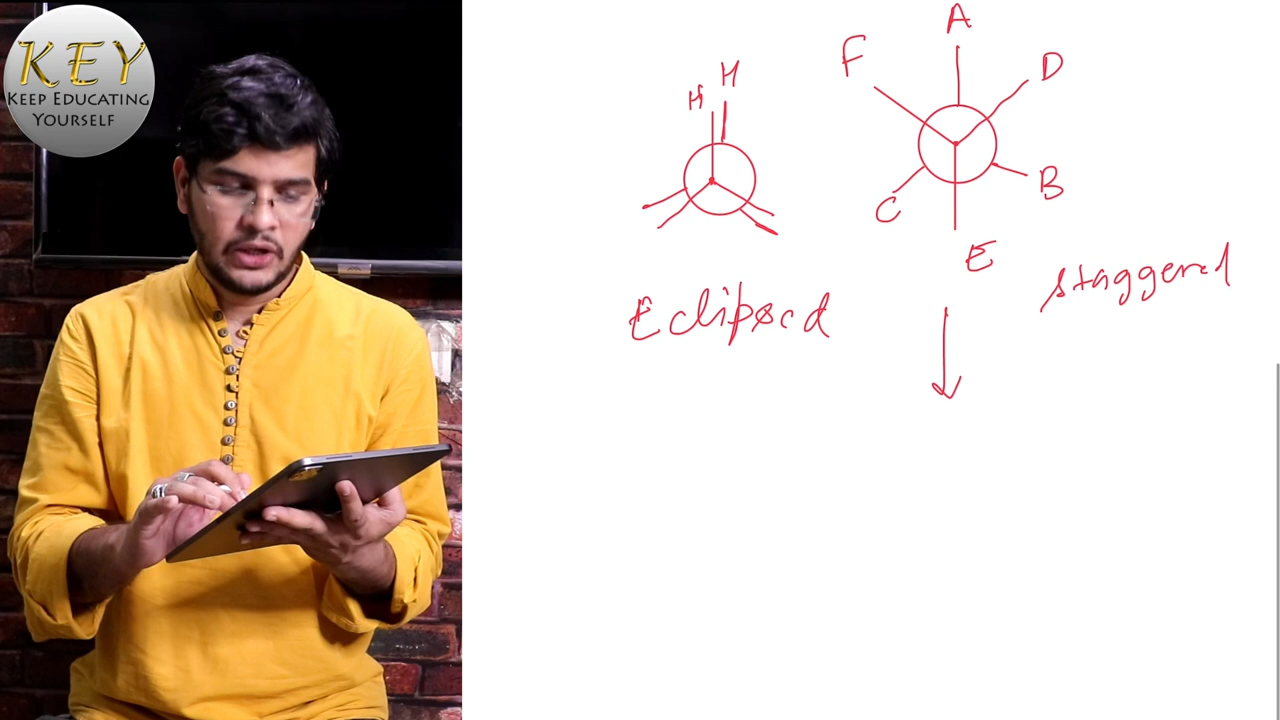 KEY
KEEP EDUCATING
YOURSELF
H
H
Eclipsed
A
F
D
B
C
E
staggered